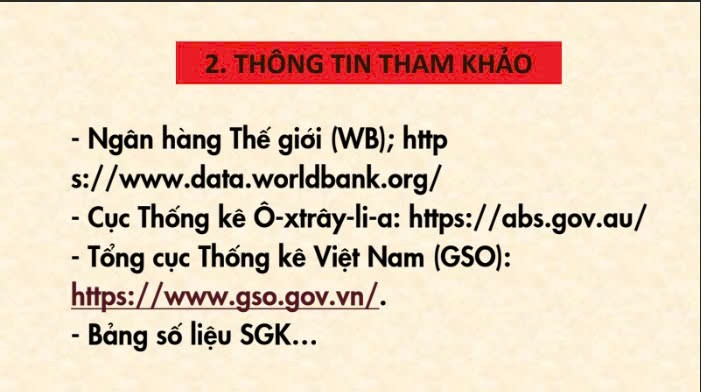 2. THÔNG TIN THAM KHẢO
- Ngân hàng Thế giới (WB); http
s://www.data.worldbank.org/
- Cục Thống kê Ô-xtrây-li-a: https://abs.gov.au/
- Tổng cục Thống kê Việt Nam (GSO):
https://www.gso.gov.vn/.
- Bảng số liệu SGK...